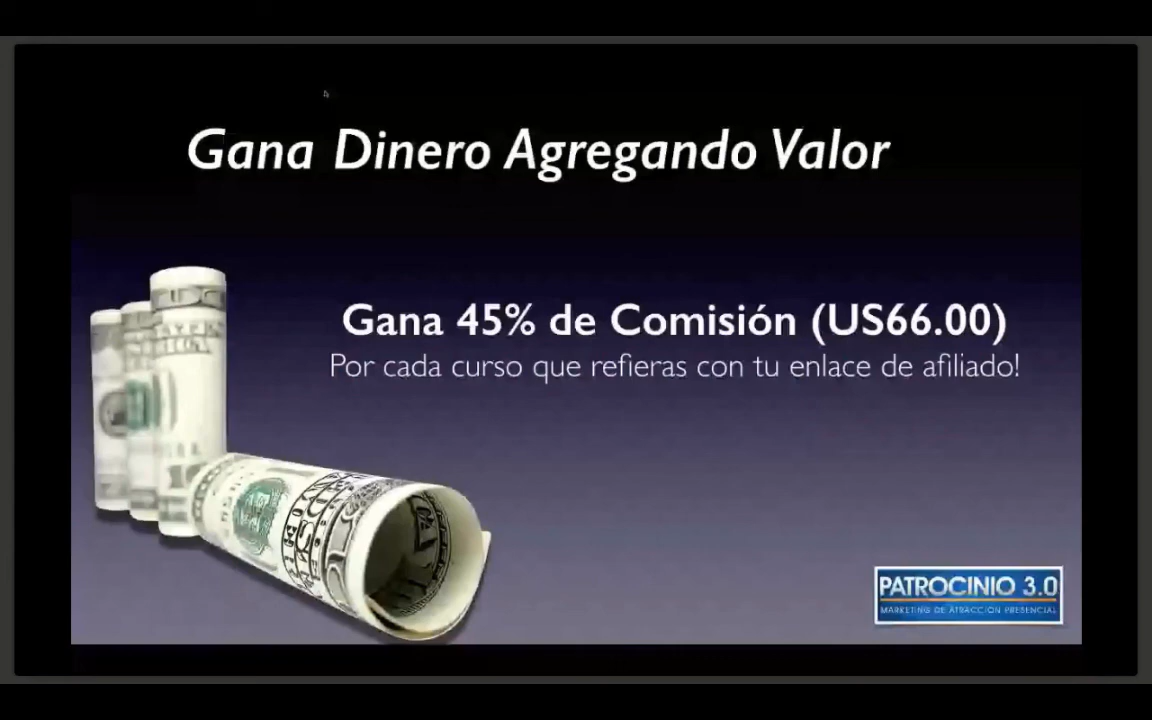 Gana Dinero Agregando Valor
Gana 45% de Comisión (US66.00)
Por cada curso que refieras con tu enlace de afiliado!
PATROCINIO 3.0
MARKETING DE ATRACCION PRESENCIAL